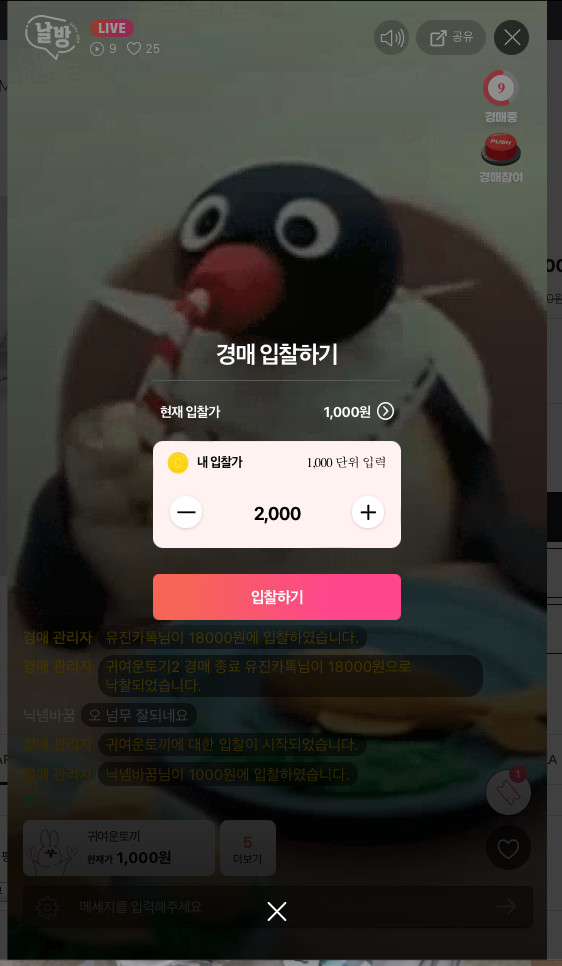 날방
LIVE
9
25
공유
9
경매중
PUSH
경매참여
경매 입찰하기
현재 입찰가
1,000원
내 입찰가
1,000 단위 입력
2,000
입찰하기
경매 관리자 유진카톡님이 18000원에 입찰하였습니다.
경매 관리자 귀여운토기2 경매 종료 유진카톡님이 18000원으로
낙찰되었습니다.
닉넴바꿈 오 넘무 잘되네요
경매 관리자 귀여운토끼에 대한 입찰이 시작되었습니다.
경매 관리자 닉넴바꿈님이 1000원에 입찰하였습니다.
1
귀여운토끼
현재가 1,000원
5
더보기
메세지를 입력해주세요